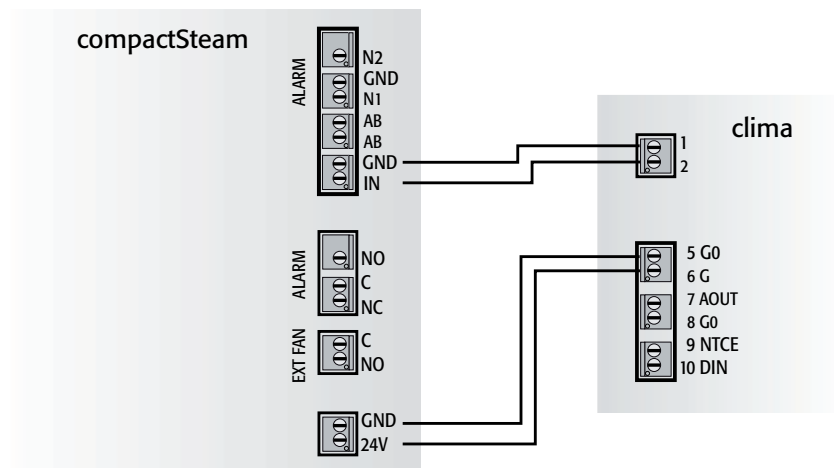 compactSteam
ALARM
N2
GND
N1
AB
AB
GND
IN
ALARM
NO
C
NC
EXT FAN
C
NO
GND
24V
clima
1
2
5 G0
6 G
7 AOUT
8 G0
9 NTCE
10 DIN